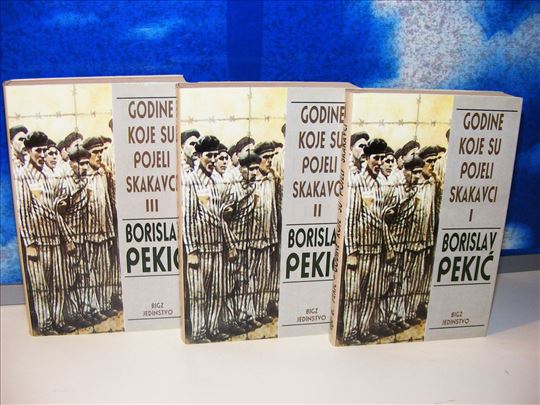 GODINE
KOJE SU
POJELI
SKAKAVCI
III
BORISLAV
PEKIĆ
BIGZ
JEDINSTVO
GODINE
KOJE SU
POJELI
SKAKAVCI
II
BORISLAV
PEKIĆ
BIGZ
JEDINSTVO
GODINE
KOJE SU
POJELI
SKAKAVCI
I
BORISLAV
PEKIĆ
BIGZ
JEDINSTVO